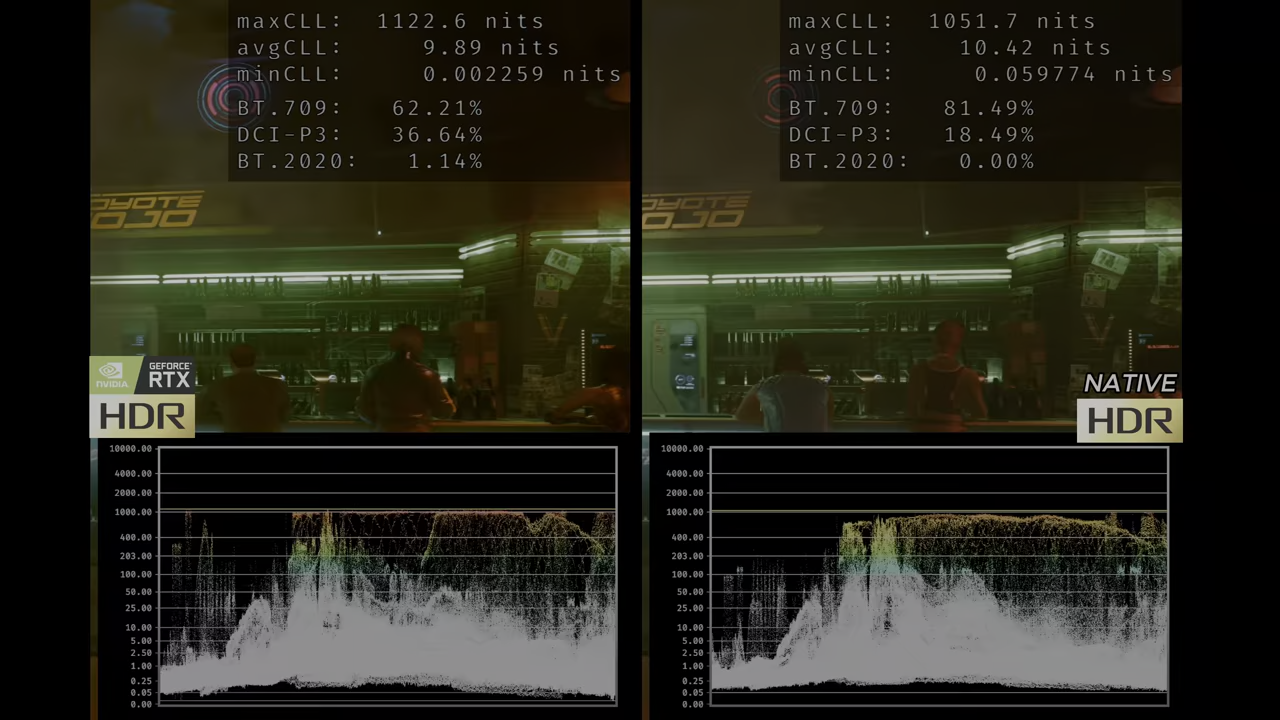 maxCLL: 1122.6 nits
avgCLL: 9.89 nits
minCLL: 0.002259 nits
BT.709: 62.21%
DCI-P3: 36.64%
BT.2020: 1.14%
OYOTE
OJO
NVIDIA
GEFORCE
RTX
HDR
10000.00
4000.00
2000.00
1000.00
400.00
203.00
100.00
50.00
25.00
10.00
5.00
2.50
1.00
0.25
0.05
0.00
maxCLL: 1051.7 nits
avgCLL: 10.42 nits
minCLL: 0.059774 nits
BT.709: 81.49%
DCI-P3: 18.49%
BT.2020: 0.00%
OYOTE
OJO
NATIVE
HDR
10000.00
4000.00
2000.00
1000.00
400.00
203.00
100.00
50.00
25.00
10.00
5.00
2.50
1.00
0.25
0.05
0.00